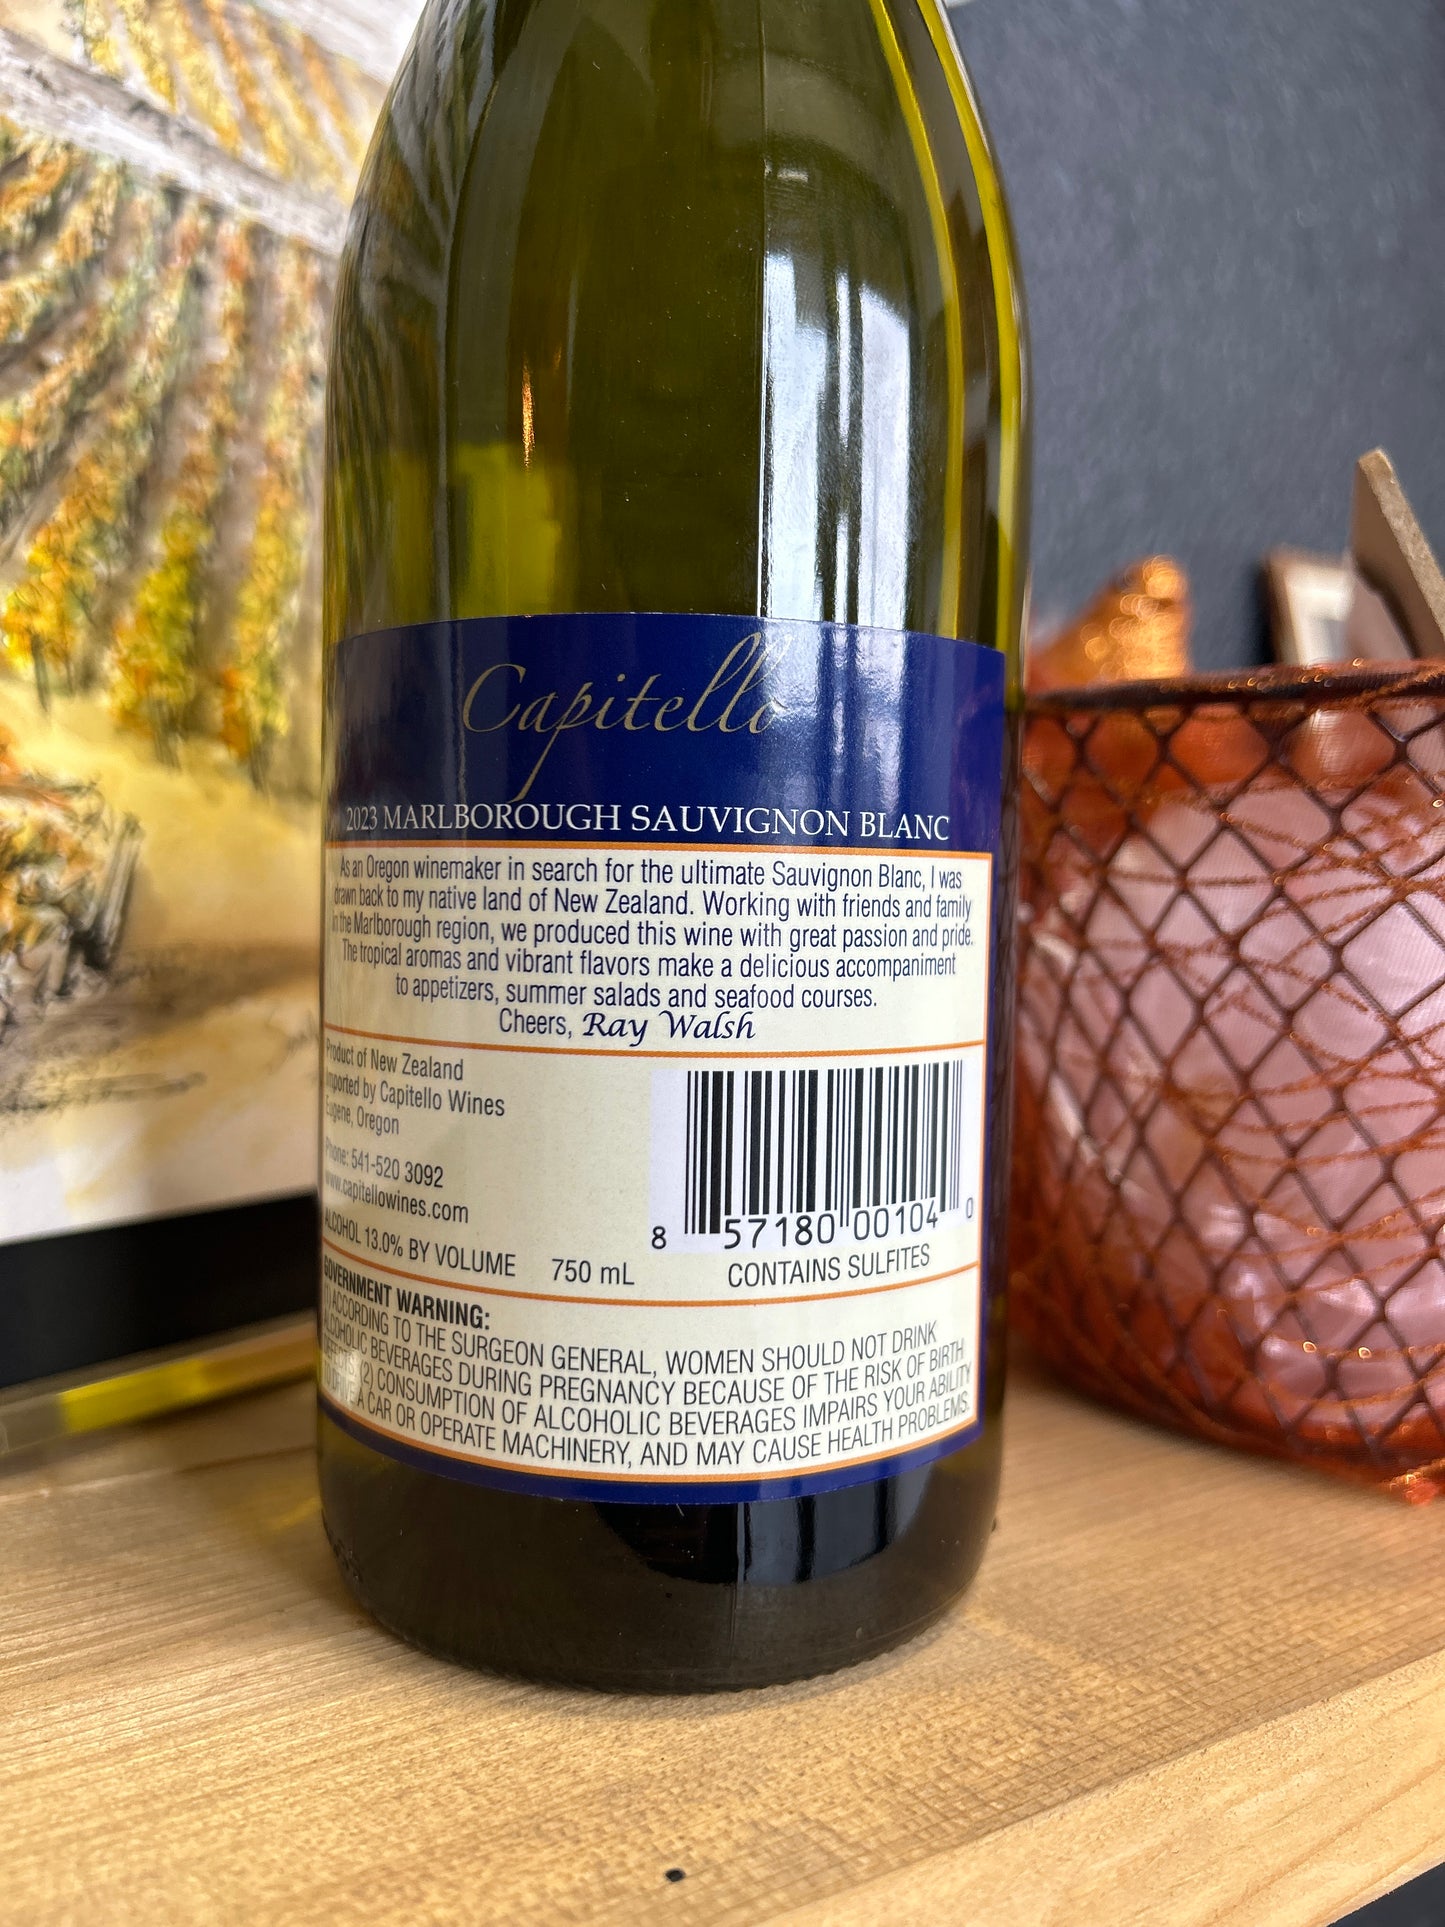 Capitello
2023 MARLBOROUGH SAUVIGNON BLANC
As an Oregon winemaker in search for the ultimate Sauvignon Blanc, I was
drawn back to my native land of New Zealand. Working with friends and family
in the Marlborough region, we produced this wine with great passion and pride.
The tropical aromas and vibrant flavors make a delicious accompaniment
to appetizers, summer salads and seafood courses.
Cheers, Ray Walsh
Product of New Zealand
Imported by Capitello Wines
Eugene, Oregon
Phone: 541-520 3092
www.capitellowines.com
ALCOHOL 13.0% BY VOLUME 750 mL
8 57180 00104 0
CONTAINS SULFITES
GOVERNMENT WARNING:
(1) ACCORDING TO THE SURGEON GENERAL, WOMEN SHOULD NOT DRINK
ALCOHOLIC BEVERAGES DURING PREGNANCY BECAUSE OF THE RISK OF BIRTH
DEFECTS (2) CONSUMPTION OF ALCOHOLIC BEVERAGES IMPAIRS YOUR ABILITY
TO DRIVE A CAR OR OPERATE MACHINERY, AND MAY CAUSE HEALTH PROBLEMS.